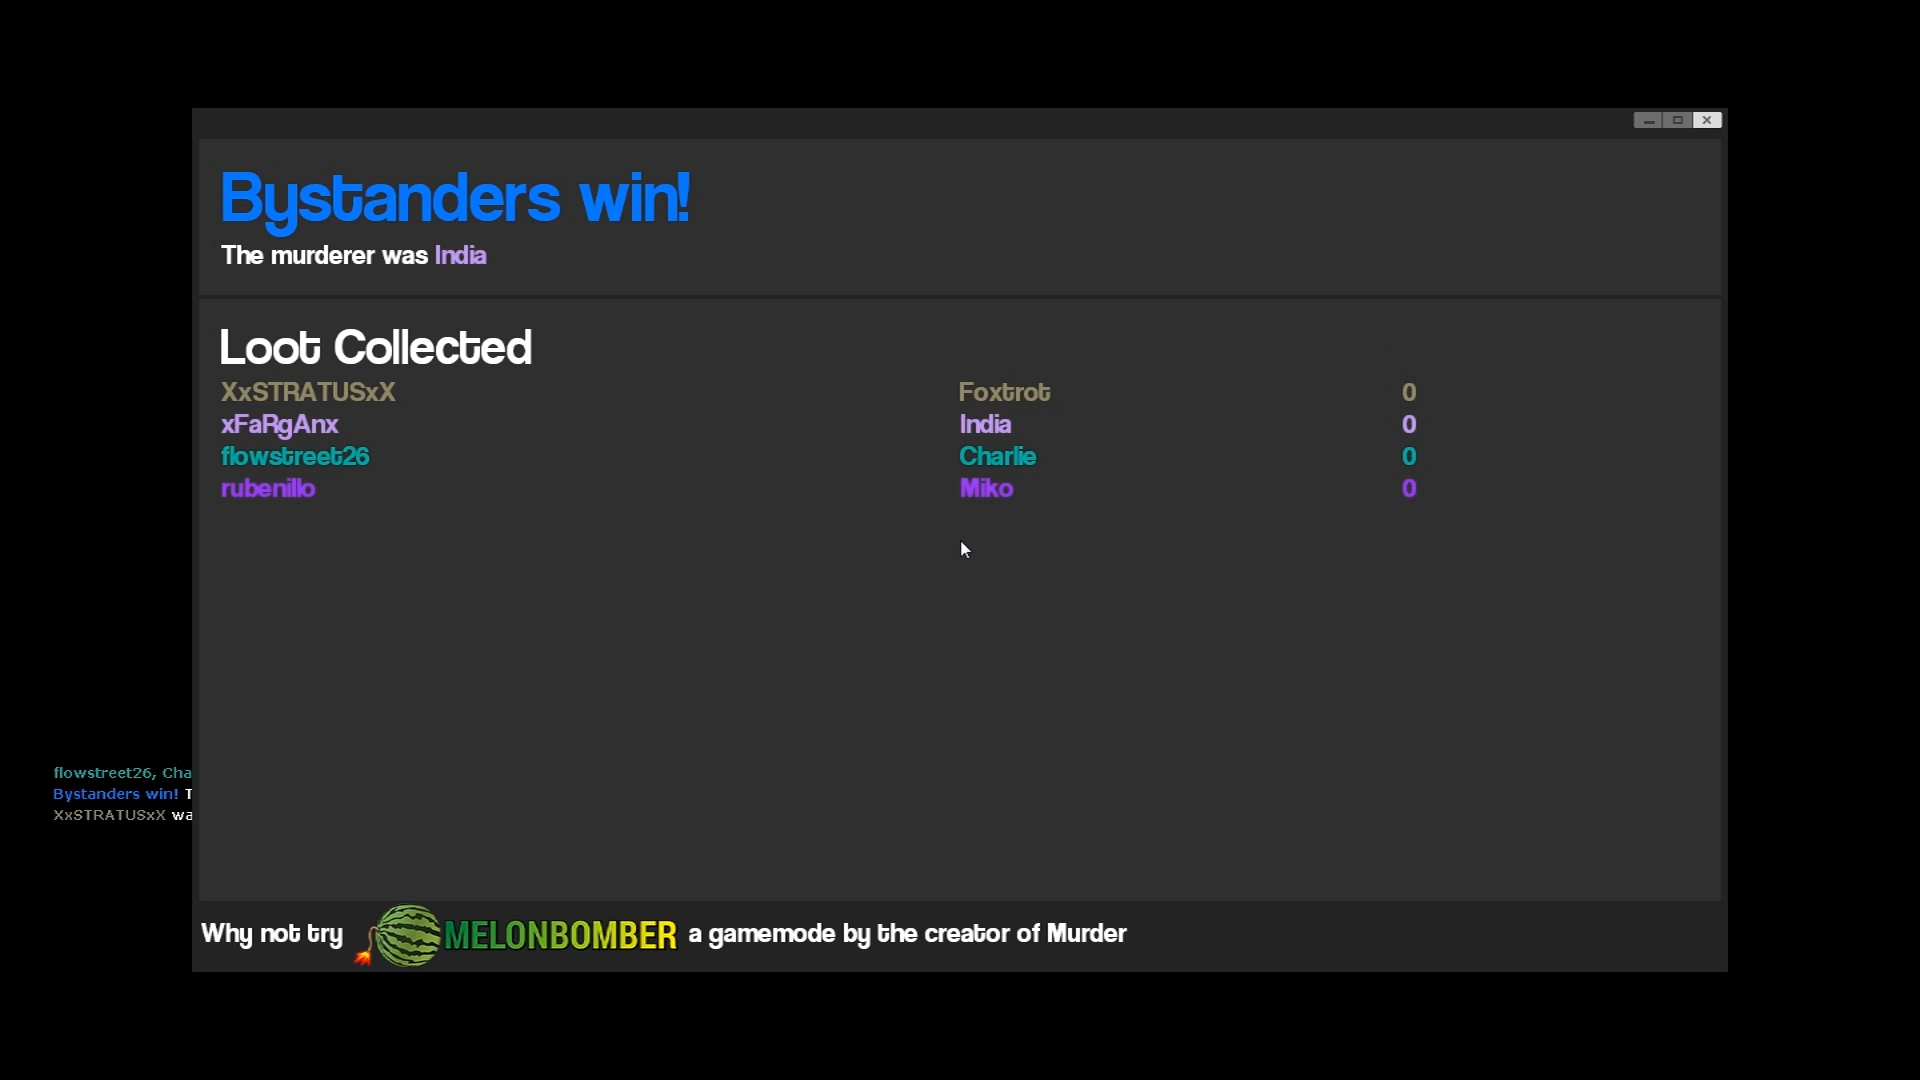 Bystanders win!
The murderer was India
Loot Collected
XxSTRATUSxX Foxtrot 0
xFaRgAnx India 0
flowstreet26 Charlie 0
rubenillo Miko 0
flowstreet26, Cha
Bystanders win! T
XxSTRATUSxX wa
Why not try MELONBOMBER a gamemode by the creator of Murder